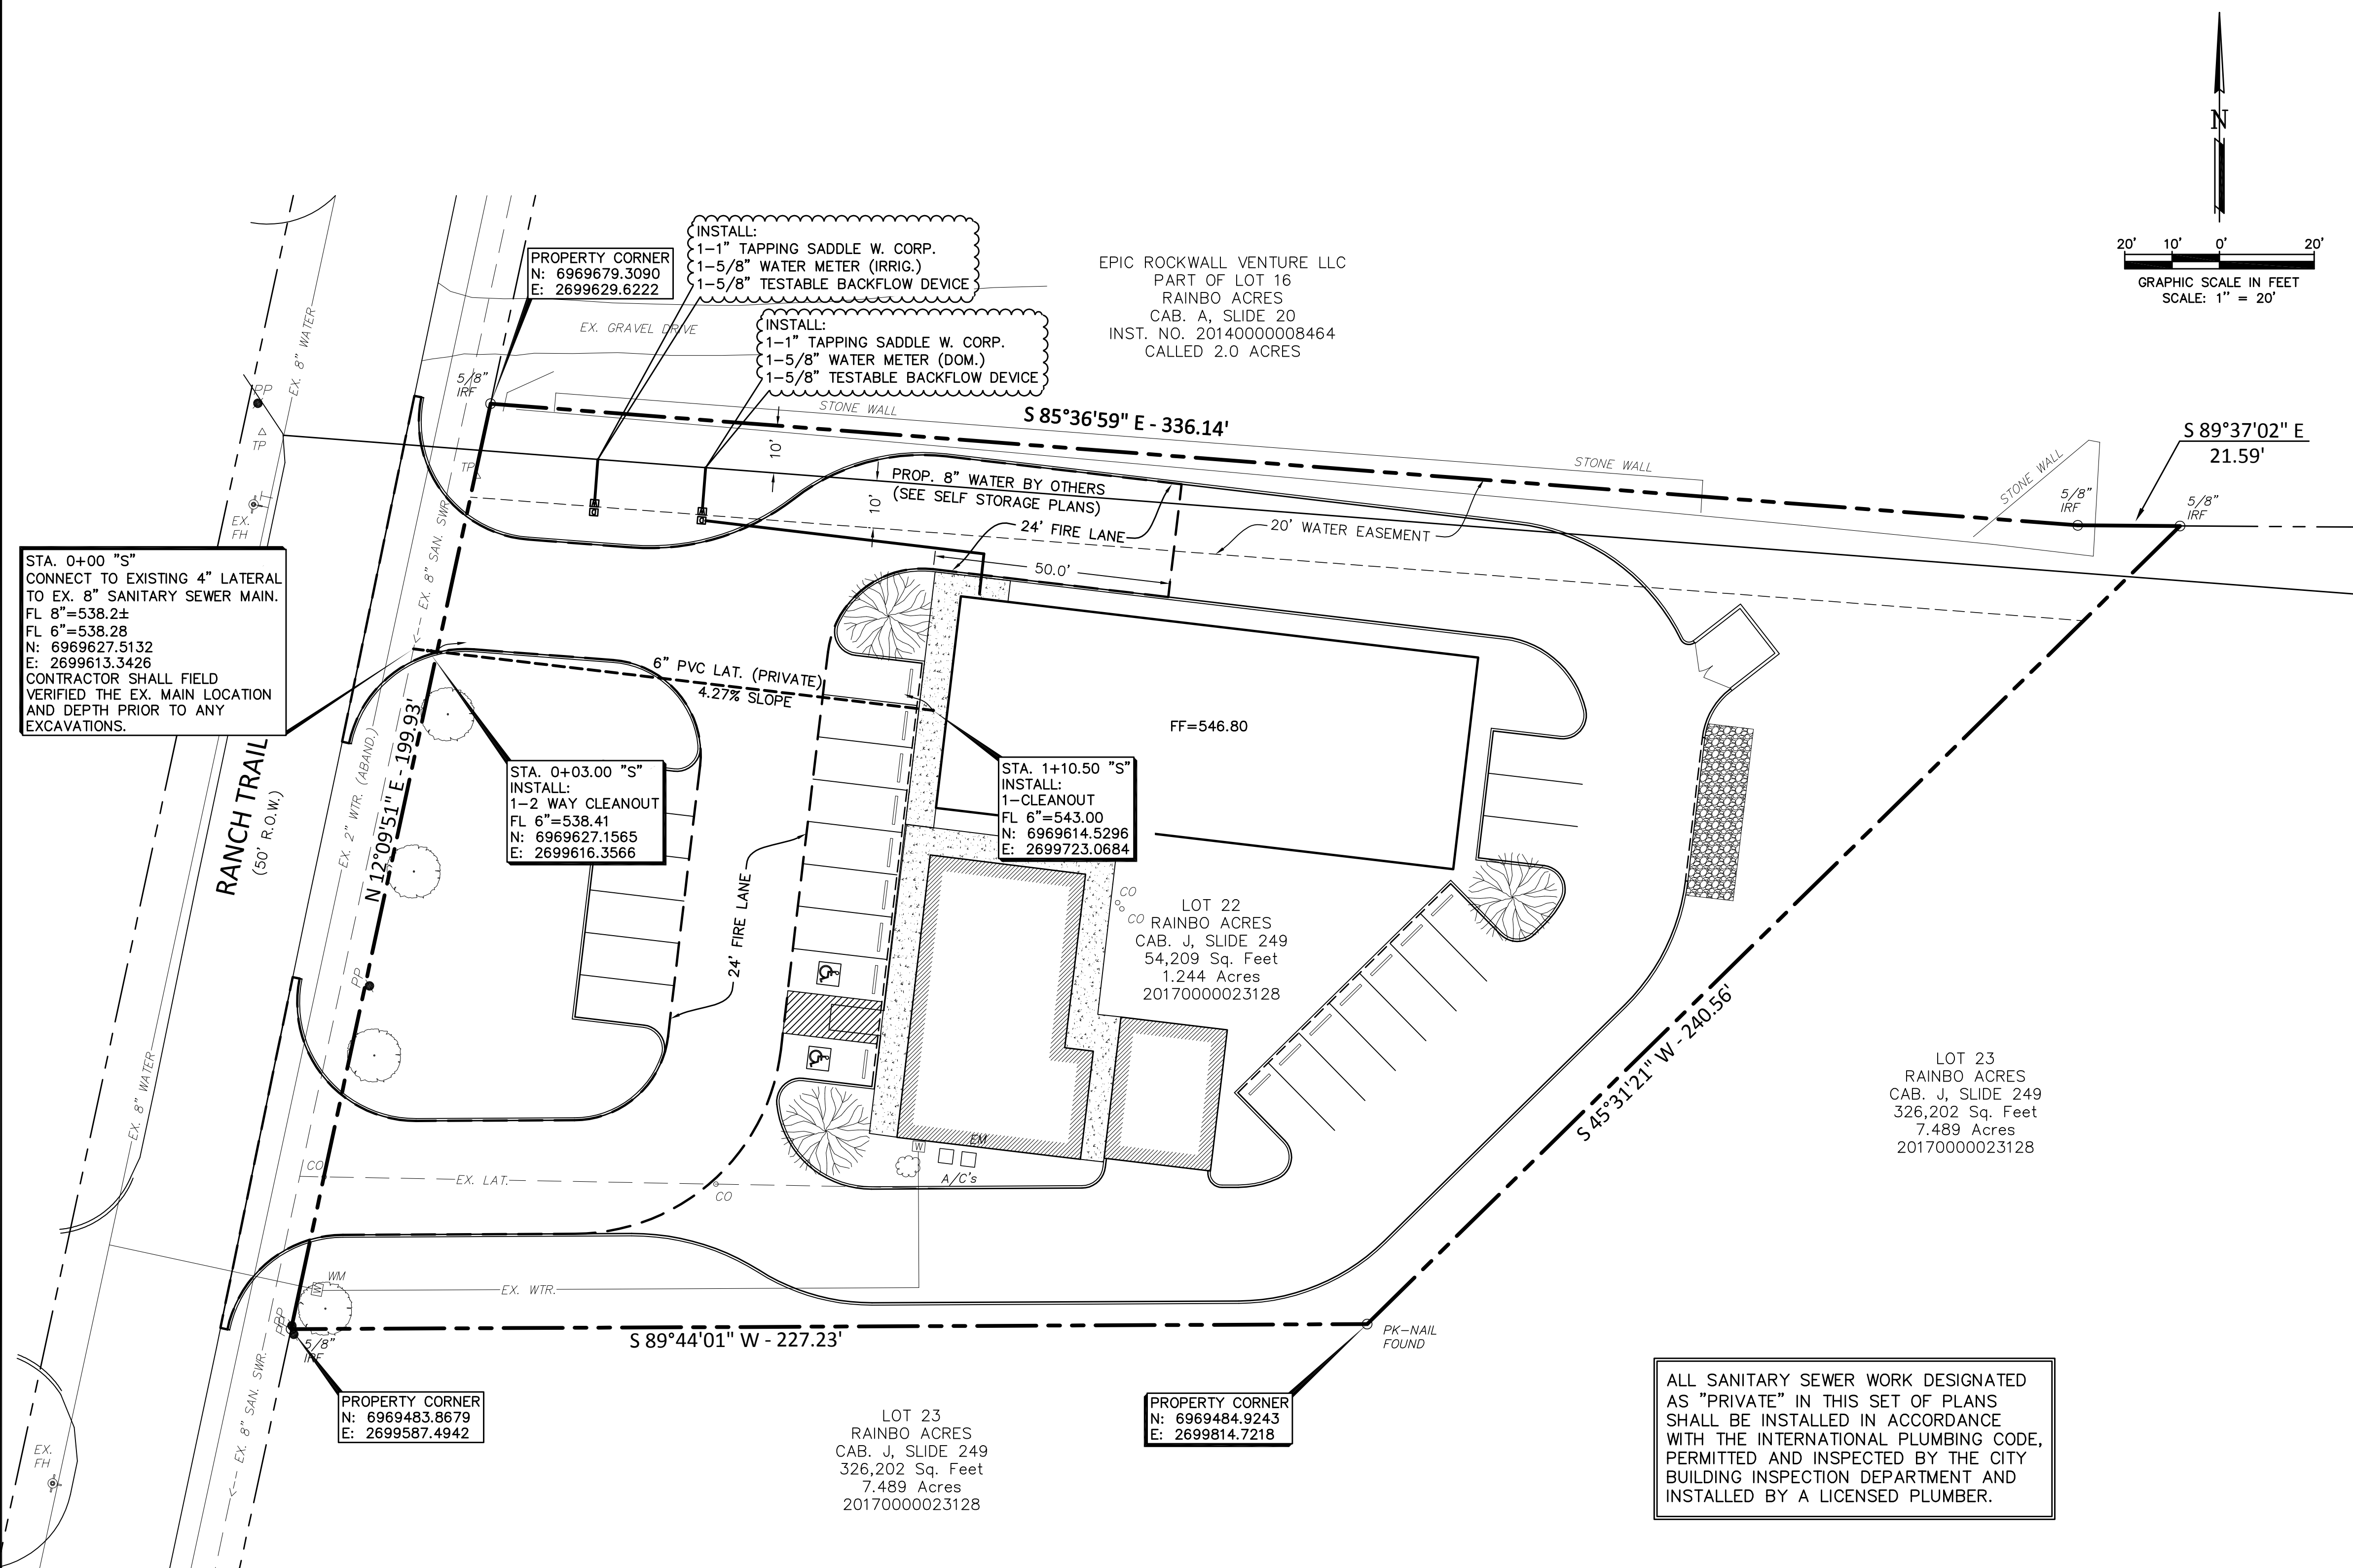 N
20' 10' 0' 20'
GRAPHIC SCALE IN FEET
SCALE: 1" = 20'
INSTALL:
1-1" TAPPING SADDLE W. CORP.
1-5/8" WATER METER (IRRIG.)
1-5/8" TESTABLE BACKFLOW DEVICE
PROPERTY CORNER
N: 6969679.3090
E: 2699629.6222
EPIC ROCKWALL VENTURE LLC
PART OF LOT 16
RAINBO ACRES
CAB. A, SLIDE 20
INST. NO. 20140000008464
CALLED 2.0 ACRES
INSTALL:
1-1" TAPPING SADDLE W. CORP.
1-5/8" WATER METER (DOM.)
1-5/8" TESTABLE BACKFLOW DEVICE
EX. GRAVEL DRIVE
EX. 8" WATER
PP
TP
EX.
FH
5/8"
IRF
TP
STONE WALL
S 85°36'59" E - 336.14'
STONE WALL
STONE WALL
S 89°37'02" E
21.59'
5/8"
IRF
5/8"
IRF
10'
10'
PROP. 8" WATER BY OTHERS
(SEE SELF STORAGE PLANS)
24' FIRE LANE
20' WATER EASEMENT
50.0'
EX. 8" SAN. SWR.
STA. 0+00 "S"
CONNECT TO EXISTING 4" LATERAL
TO EX. 8" SANITARY SEWER MAIN.
FL 8"=538.2±
FL 6"=538.28
N: 6969627.5132
E: 2699613.3426
CONTRACTOR SHALL FIELD
VERIFIED THE EX. MAIN LOCATION
AND DEPTH PRIOR TO ANY
EXCAVATIONS.
6" PVC LAT. (PRIVATE)
4.27% SLOPE
FF=546.80
STA. 0+03.00 "S"
INSTALL:
1-2 WAY CLEANOUT
FL 6"=538.41
N: 6969627.1565
E: 2699616.3566
STA. 1+10.50 "S"
INSTALL:
1-CLEANOUT
FL 6"=543.00
N: 6969614.5296
E: 2699723.0684
RANCH TRAIL
(50' R.O.W.)
EX. 2" WTR. (ABAND.)
N 12°09'51" E - 199.93'
24' FIRE LANE
PP
CO
CO
LOT 22
RAINBO ACRES
CAB. J, SLIDE 249
54,209 Sq. Feet
1.244 Acres
20170000023128
S 45°31'21" W - 240.56'
LOT 23
RAINBO ACRES
CAB. J, SLIDE 249
326,202 Sq. Feet
7.489 Acres
20170000023128
EX. 8" WATER
CO
EX. LAT.
CO
W
EM
A/C's
WM
W
EX. WTR.
PP
PP
5/8"
IRF
S 89°44'01" W - 227.23'
PK-NAIL
FOUND
EX. 8" SAN. SWR.
EX.
FH
PROPERTY CORNER
N: 6969483.8679
E: 2699587.4942
PROPERTY CORNER
N: 6969484.9243
E: 2699814.7218
LOT 23
RAINBO ACRES
CAB. J, SLIDE 249
326,202 Sq. Feet
7.489 Acres
20170000023128
ALL SANITARY SEWER WORK DESIGNATED
AS "PRIVATE" IN THIS SET OF PLANS
SHALL BE INSTALLED IN ACCORDANCE
WITH THE INTERNATIONAL PLUMBING CODE,
PERMITTED AND INSPECTED BY THE CITY
BUILDING INSPECTION DEPARTMENT AND
INSTALLED BY A LICENSED PLUMBER.